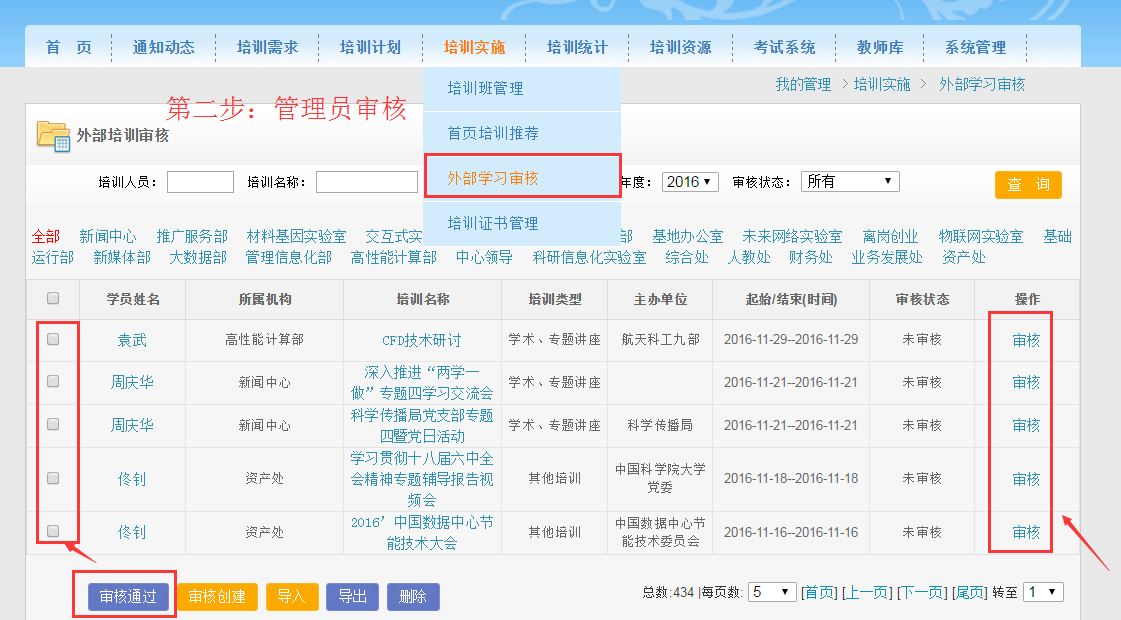 首 页 通知动态 培训需求 培训计划 培训实施 培训统计 培训资源 考试系统 教师库 系统管理
培训班管理
首页培训推荐
外部学习审核
培训证书管理
我的管理 > 培训实施 > 外部学习审核
第二步：管理员审核
外部培训审核
培训人员： 培训名称： 年度： 2016 审核状态： 所有 查 询
全部 新闻中心 推广服务部 材料基因实验室 交互式实 部 基地办公室 未来网络实验室 离岗创业 物联网实验室 基础
运行部 新媒体部 大数据部 管理信息化部 高性能计算部 中心领导 科研信息化实验室 综合处 人教处 财务处 业务发展处 资产处
学员姓名 所属机构 培训名称 培训类型 主办单位 起始/结束(时间) 审核状态 操作
袁武 高性能计算部 CFD技术研讨 学术、专题讲座 航天科工九部 2016-11-29--2016-11-29 未审核 审核
周庆华 新闻中心 深入推进“两学一
做”专题四学习交流会 学术、专题讲座 2016-11-21--2016-11-21 未审核 审核
周庆华 新闻中心 科学传播局党支部专题
四暨党日活动 学术、专题讲座 科学传播局 2016-11-21--2016-11-21 未审核 审核
佟钊 资产处 学习贯彻十八届六中全
会精神专题辅导报告视
频会 其他培训 中国科学院大学
党委 2016-11-18--2016-11-18 未审核 审核
佟钊 资产处 2016’中国数据中心节
能技术大会 其他培训 中国数据中心节
能技术委员会 2016-11-16--2016-11-16 未审核 审核
审核通过 审核创建 导入 导出 删除
总数:434 |每页数: 5 [首页] [上一页] [下一页] [尾页] 转至 1